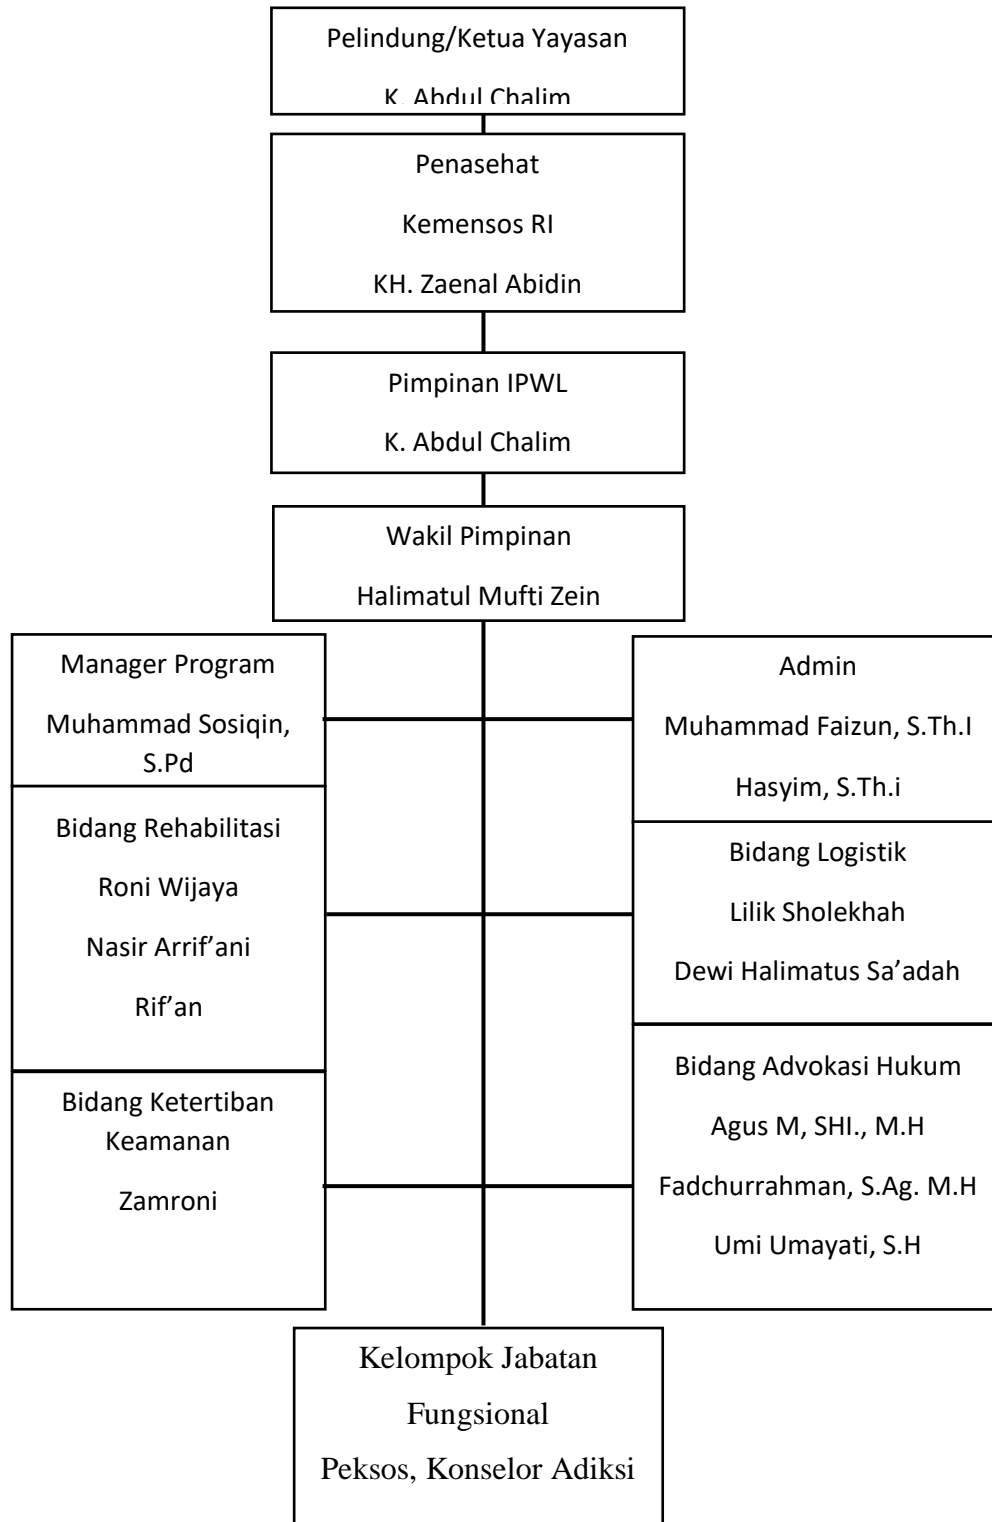 Pelindung/Ketua Yayasan
K. Abdul Chalim
Penasehat
Kemensos RI
KH. Zaenal Abidin
Pimpinan IPWL
K. Abdul Chalim
Wakil Pimpinan
Halimatul Mufti Zein
Manager Program
Muhammad Sosiqin,
S.Pd
Bidang Rehabilitasi
Roni Wijaya
Nasir Arrif’ani
Rif’an
Bidang Ketertiban
Keamanan
Zamroni
Admin
Muhammad Faizun, S.Th.I
Hasyim, S.Th.i
Bidang Logistik
Lilik Sholekhah
Dewi Halimatus Sa’adah
Bidang Advokasi Hukum
Agus M, SHI., M.H
Fadchurrahman, S.Ag. M.H
Umi Umayati, S.H
Kelompok Jabatan
Fungsional
Peksos, Konselor Adiksi